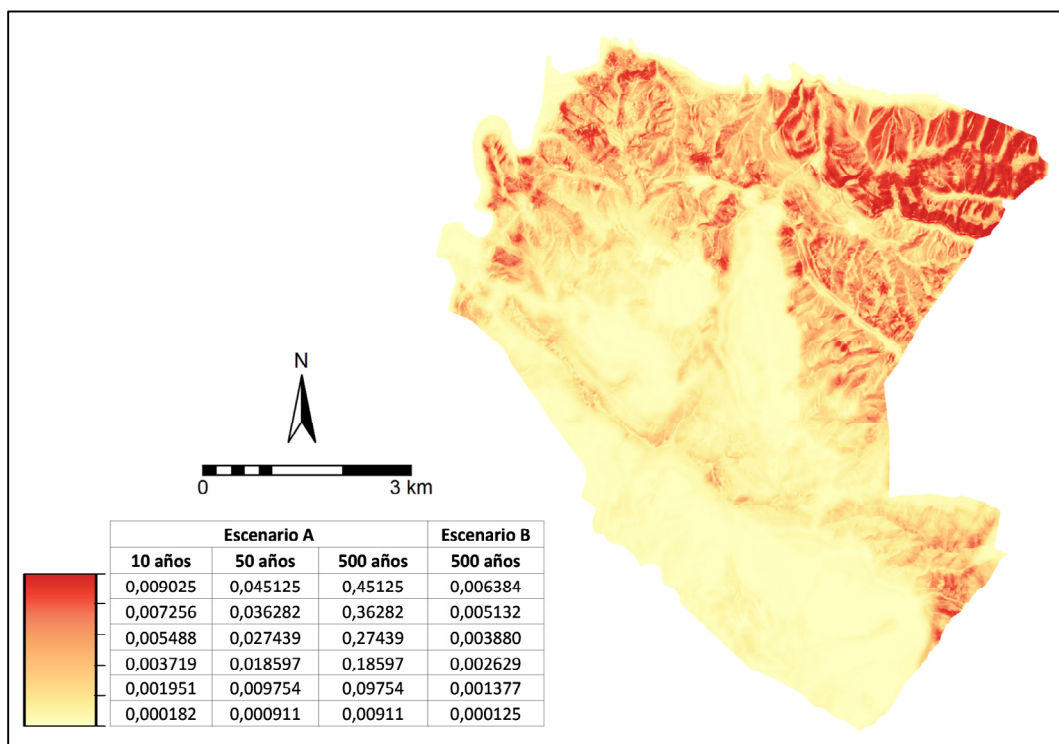 N
0 3 km
Escenario A Escenario B
10 años 50 años 500 años 500 años
0,009025 0,045125 0,45125 0,006384
0,007256 0,036282 0,36282 0,005132
0,005488 0,027439 0,27439 0,003880
0,003719 0,018597 0,18597 0,002629
0,001951 0,009754 0,09754 0,001377
0,000182 0,000911 0,00911 0,000125